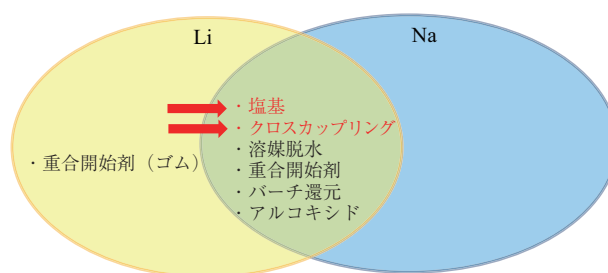 Li
Na
・塩基
・クロスカップリング
・溶媒脱水
・重合開始剤（ゴム）
・重合開始剤
・バーチ還元
・アルコキシド